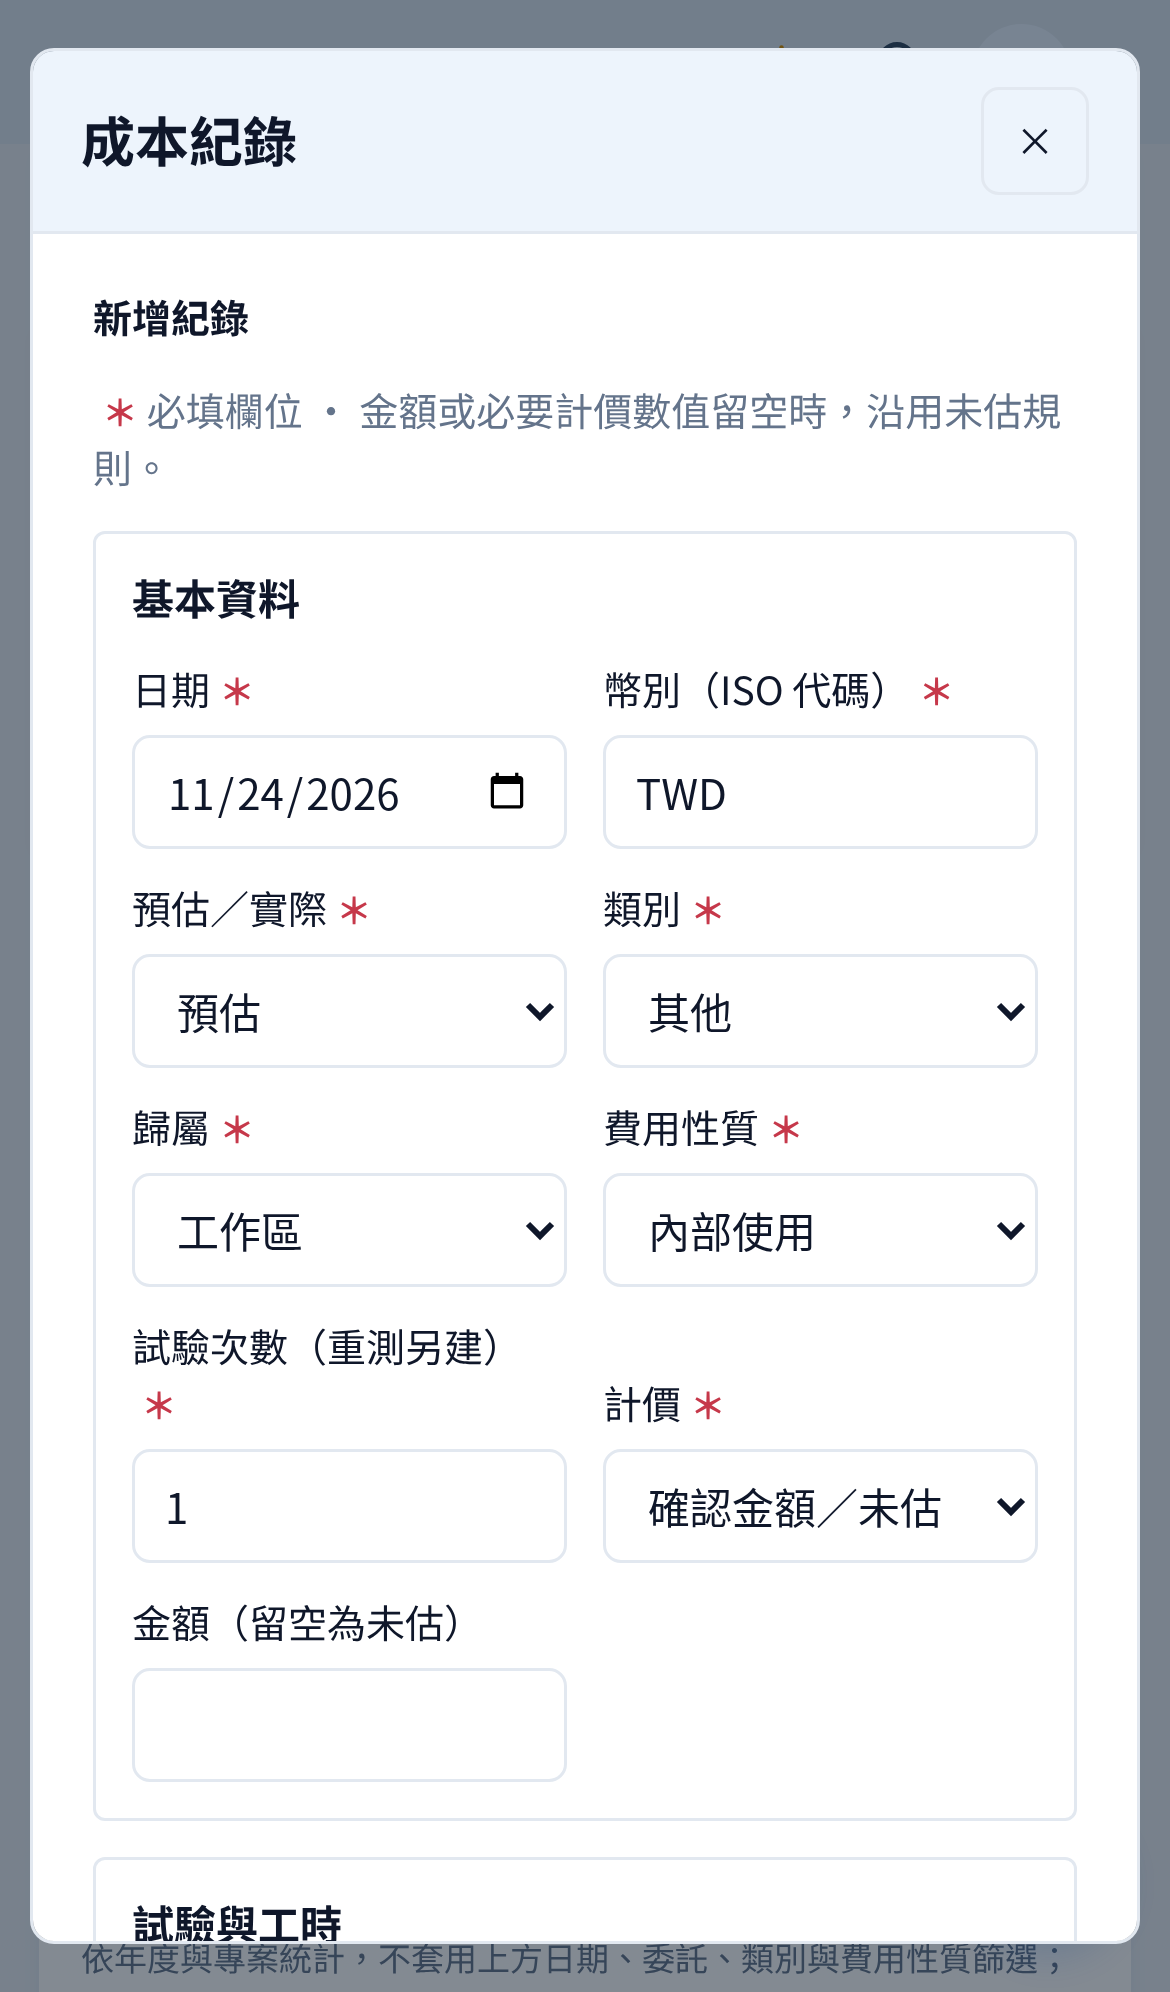 成本紀錄
新增紀錄
* 必填欄位 · 金額或必要計價數值留空時，沿用未估規
則。
基本資料
日期 *
幣別（ISO 代碼） *
11/24/2026
TWD
預估／實際 *
類別 *
預估
其他
歸屬 *
費用性質 *
工作區
內部使用
試驗次數（重測另建）
*
計價 *
1
確認金額／未估
金額（留空為未估）
試驗與工時
依年度與專案統計，不套用上方日期、委託、類別與費用性質篩選；